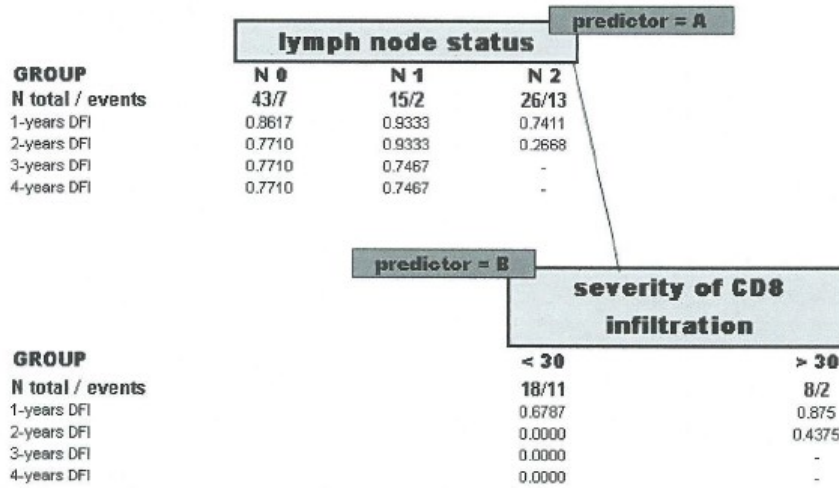 predictor = A
lymph node status
GROUP N 0 N 1 N 2
N total / events 43/7 15/2 26/13
1-years DFI 0.8617 0.9333 0.7411
2-years DFI 0.7710 0.9333 0.2668
3-years DFI 0.7710 0.7467 -
4-years DFI 0.7710 0.7467 -
predictor = B
severity of CD8
infiltration
GROUP < 30 > 30
N total / events 18/11 8/2
1-years DFI 0.6787 0.875
2-years DFI 0.0000 0.4375
3-years DFI 0.0000 -
4-years DFI 0.0000 -